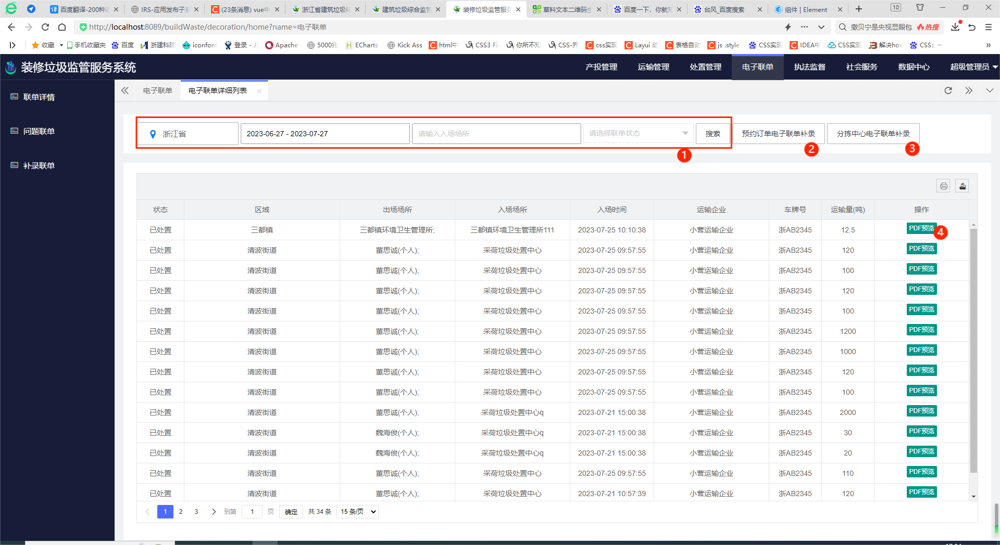 百度翻译-200种语
IRS-应用发布子系
(23条消息) vue中
浙江省建筑垃圾综
建筑垃圾综合监管
装修垃圾监管服务
草料文本二维码生
百度一下，你就知
台风_百度搜索
组件 | Element
10
http://localhost:8089/buildWaste/decoration/home?name=电子联单
撒贝宁是央视显眼包
热搜
收藏
手机收藏夹
百度
浙建科院
iconfont
登录 - JI
Apache
5000兆
ECharts
Kick Ass
html中
CSS3 Fil
你所不知
CSS-界
css实现
Layui 动
表格自动
js .style
CSS实现
IDEA中
CSS实现
解决hov
CSS：一
装修垃圾监管服务系统
产投管理
运输管理
处置管理
电子联单
执法监督
社会服务
数据中心
超级管理员
联单详情
问题联单
补录联单
电子联单
电子联单详细列表
浙江省
2023-06-27 - 2023-07-27
请输入入场场所
请选择联单状态
搜索
预约订单电子联单补录
分拣中心电子联单补录
1
2
3
状态 区域 出场场所 入场场所 入场时间 运输企业 车牌号 运输量(吨) 操作
已处置 三都镇 三都镇环境卫生管理所; 三都镇环境卫生管理所111 2023-07-25 10:10:38 小营运输企业 浙AB2345 12.5 PDF预览 4
已处置 清波街道 董思诚(个人); 采荷垃圾处置中心 2023-07-25 09:57:55 小营运输企业 浙AB2345 120 PDF预览
已处置 清波街道 董思诚(个人); 采荷垃圾处置中心 2023-07-25 09:57:55 小营运输企业 浙AB2345 100 PDF预览
已处置 清波街道 董思诚(个人); 采荷垃圾处置中心 2023-07-25 09:57:55 小营运输企业 浙AB2345 120 PDF预览
已处置 清波街道 董思诚(个人); 采荷垃圾处置中心 2023-07-25 09:57:55 小营运输企业 浙AB2345 100 PDF预览
已处置 清波街道 董思诚(个人); 采荷垃圾处置中心 2023-07-25 09:57:55 小营运输企业 浙AB2345 1200 PDF预览
已处置 清波街道 董思诚(个人); 采荷垃圾处置中心 2023-07-25 09:57:55 小营运输企业 浙AB2345 1000 PDF预览
已处置 清波街道 董思诚(个人); 采荷垃圾处置中心 2023-07-25 09:57:55 小营运输企业 浙AB2345 120 PDF预览
已处置 清波街道 董思诚(个人); 采荷垃圾处置中心 2023-07-25 09:57:55 小营运输企业 浙AB2345 100 PDF预览
已处置 清波街道 董思诚(个人); 采荷垃圾处置中心q 2023-07-21 15:00:38 小营运输企业 浙AB2345 2000 PDF预览
已处置 清波街道 魏海俊(个人); 采荷垃圾处置中心q 2023-07-21 15:00:38 小营运输企业 浙AB2345 30 PDF预览
已处置 清波街道 魏海俊(个人); 采荷垃圾处置中心q 2023-07-21 15:00:38 小营运输企业 浙AB2345 20 PDF预览
已处置 清波街道 董思诚(个人); 采荷垃圾处置中心 2023-07-25 09:57:55 小营运输企业 浙AB2345 110 PDF预览
已处置 清波街道 董思诚(个人); 采荷垃圾处置中心 2023-07-21 10:57:39 小营运输企业 浙AB2345 120 PDF预览
1 2 3 到第 1 页 确定 共 34 条 15 条/页